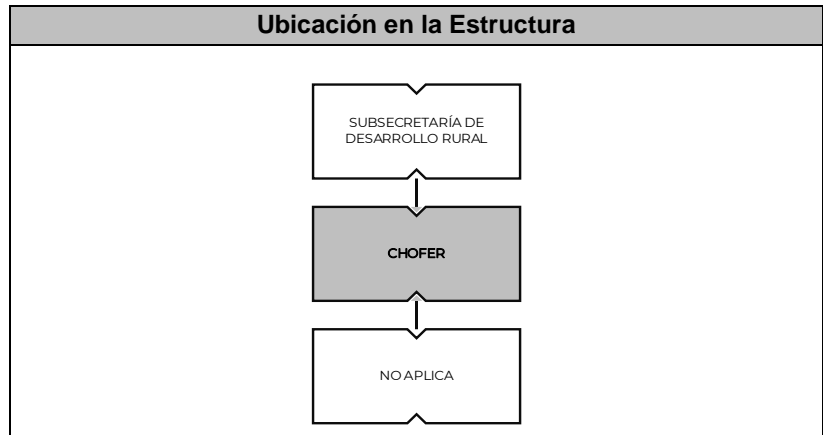 Ubicación en la Estructura
SUBSECRETARÍA DE
DESARROLLO RURAL
CHOFER
NO APLICA